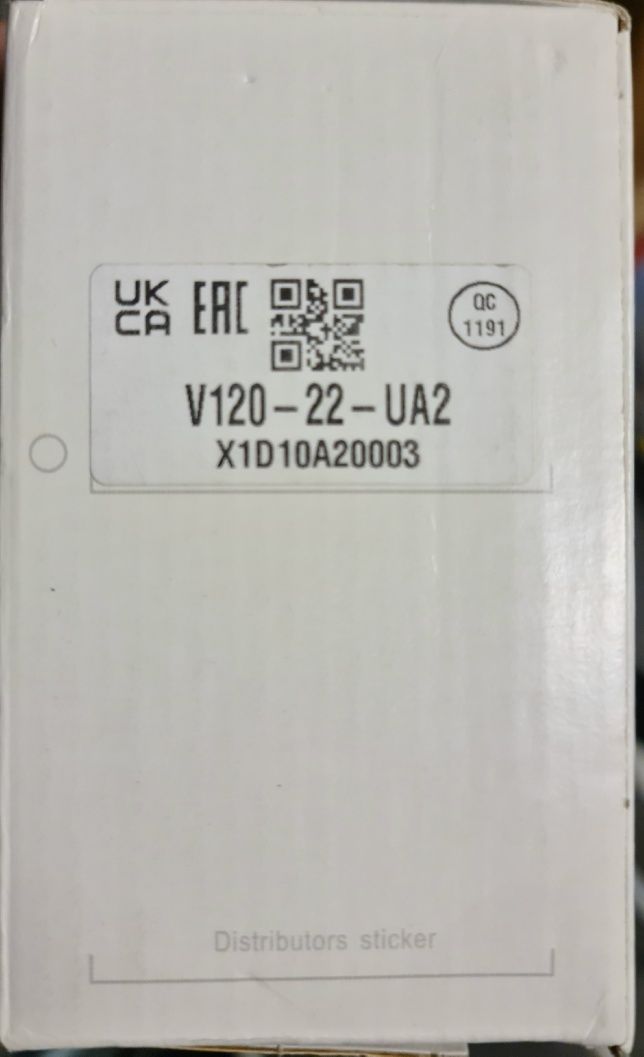 UK
CA
EAC
QC
1191
V120-22-UA2
X1D10A20003
Distributors sticker